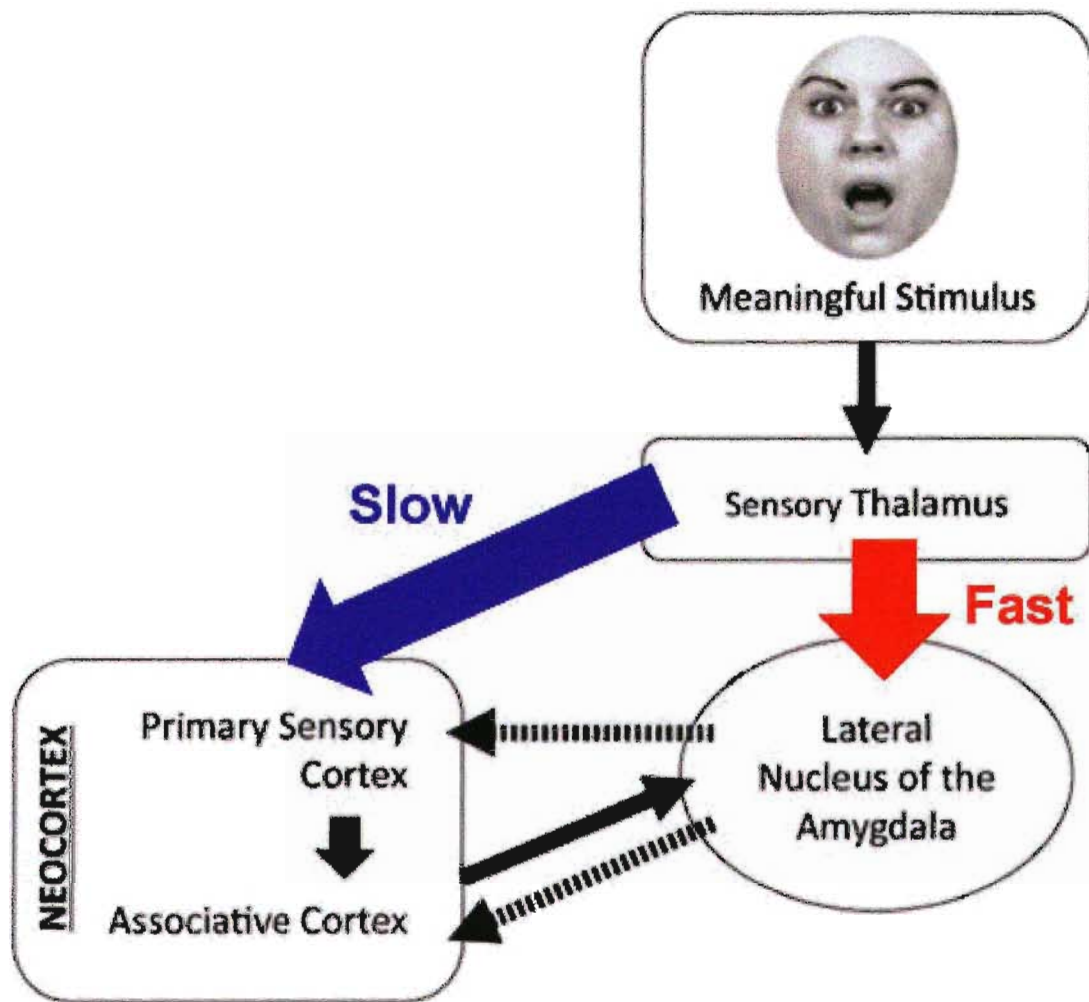 Meaningful Stimulus
Slow
Sensory Thalamus
Fast
NEOCORTEX
Primary Sensory
Cortex
Associative Cortex
Lateral
Nucleus of the
Amygdala